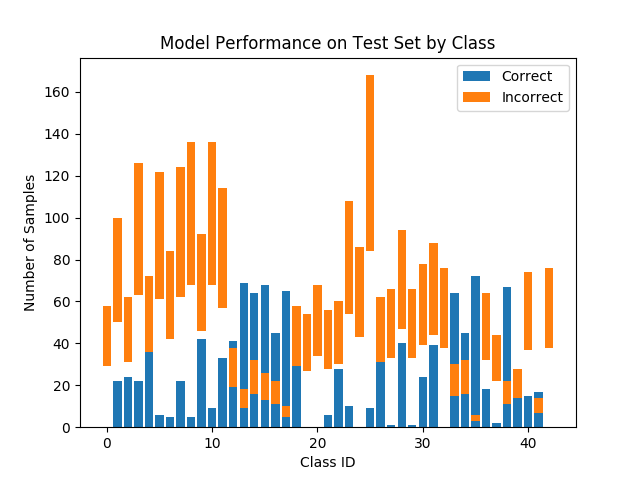 Model Performance on Test Set by Class
Correct
Incorrect
Number of Samples
160
140
120
100
80
60
40
20
0
0 10 20 30 40
Class ID